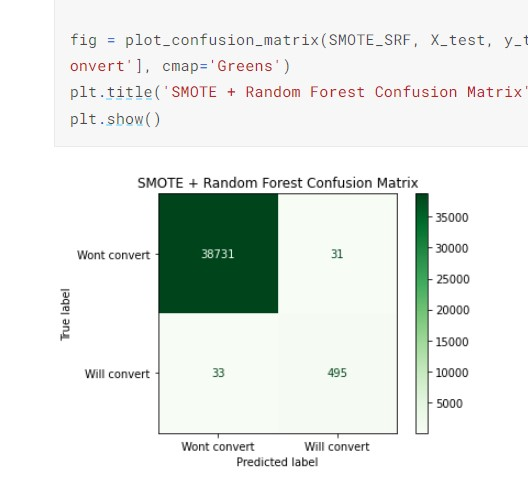 fig = plot_confusion_matrix(SMOTE_SRF, X_test, y_t
onvert'], cmap='Greens')
plt.title('SMOTE + Random Forest Confusion Matrix'
plt.show()
SMOTE + Random Forest Confusion Matrix
Wont convert
38731
31
35000
30000
25000
20000
15000
10000
5000
True label
Will convert
33
495
Wont convert
Will convert
Predicted label